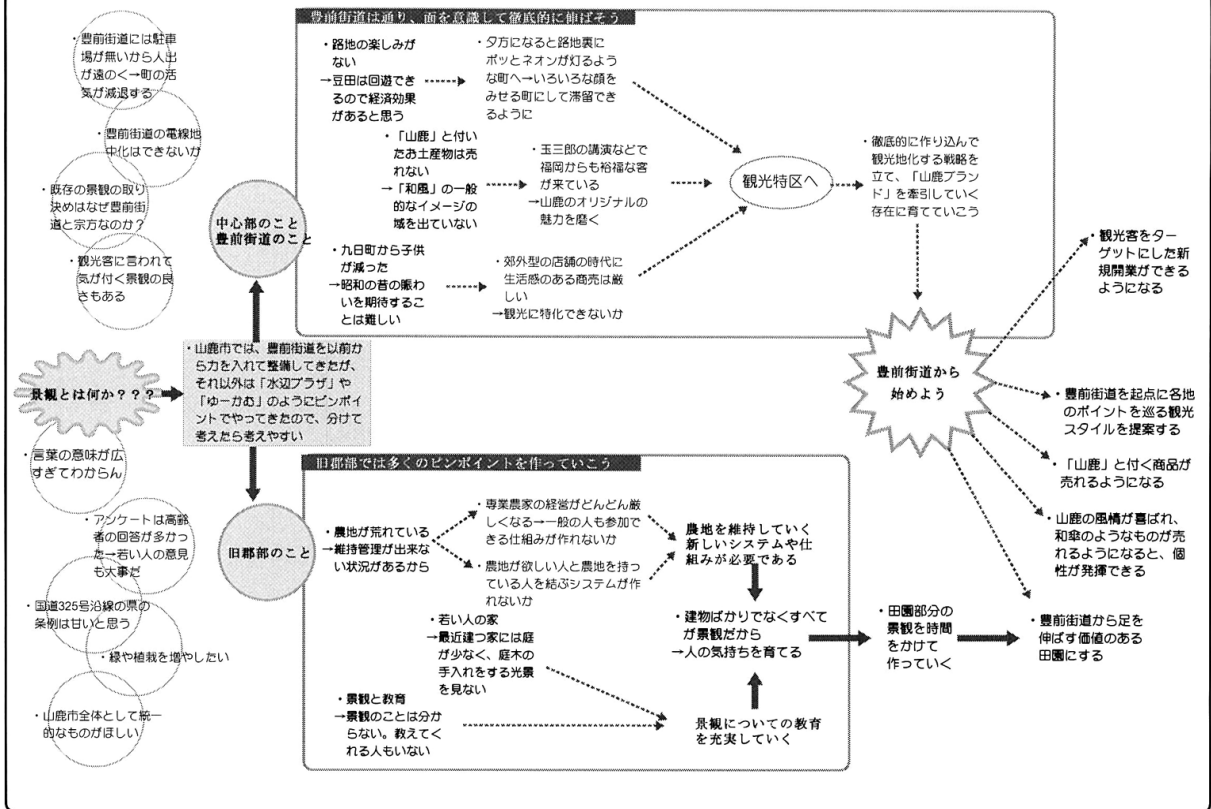 豊前街道は通り、面を意識して徹底的に伸ばそう
・豊前街道には駐車
場が無いから人出
が遠のく→町の活
気が減退する
・豊前街道の電線地
中化はできないか
・既存の景観の取り
決めはなぜ豊前街
道と宗方なのか?
・観光客に言われて
気が付く景観の良
さもある
中心部のこと
豊前街道のこと
・路地の楽しみが
ない
→豆田は回遊でき
るので経済効果
があると思う
・夕方になると路地裏に
ポッとネオンが灯るよう
な町へ→いろいろな顔を
みせる町にして滞留でき
るように
・「山鹿」と付い
たお土産物は売
れない
→「和風」の一般
的なイメージの
域を出ていない
・玉三郎の講演などで
福岡からも裕福な客
が来ている
→山鹿のオリジナルの
魅力を磨く
・九日町から子供
が減った
→昭和の昔の賑わ
いを期待するこ
とは難しい
・郊外型の店舗の時代に
生活感のある商売は厳
しい
→観光に特化できないか
観光特区へ
・徹底的に作り込んで
観光地化する戦略を
立て、「山鹿ブラン
ド」を牽引していく
存在に育てていこう
景観とは何か???
・山鹿市では、豊前街道を以前か
ら力を入れて整備してきたが、
それ以外は「水辺プラザ」や
「ゆーかむ」のようにピンポイ
ントでやってきたので、分けて
考えたら考えやすい
豊前街道から
始めよう
・観光客をター
ゲットにした新
規開業ができる
ようになる
・豊前街道を起点に各地
のポイントを巡る観光
スタイルを提案する
・「山鹿」と付く商品が
売れるようになる
・山鹿の風情が喜ばれ、
和傘のようなものが売
れるようになると、個
性が発揮できる
・豊前街道から足を
伸ばす価値のある
田園にする
・言葉の意味が広
すぎてわからん
・アンケートは高齢
者の回答が多かっ
た→若い人の意見
も大事だ
・国道325号沿線の県の
条例は甘いと思う
・緑や植栽を増やしたい
・山鹿市全体として統一
的なものがほしい
旧郡部では多くのピンポイントを作っていこう
旧郡部のこと
・農地が荒れている
→維持管理が出来な
い状況があるから
・専業農家の経営がどんどん厳
しくなる→一般の人も参加で
きる仕組みが作れないか
・農地が欲しい人と農地を持っ
ている人を結ぶシステムが作
れないか
農地を維持していく
新しいシステムや仕
組みが必要である
・若い人の家
→最近建つ家には庭
が少なく、庭木の
手入れをする光景
を見ない
・景観と教育
→景観のことは分か
らない。教えてく
れる人もいない
・建物ばかりでなくすべて
が景観だから
→人の気持ちを育てる
景観についての教育
を充実していく
・田園部分の
景観を時間
をかけて
作っていく